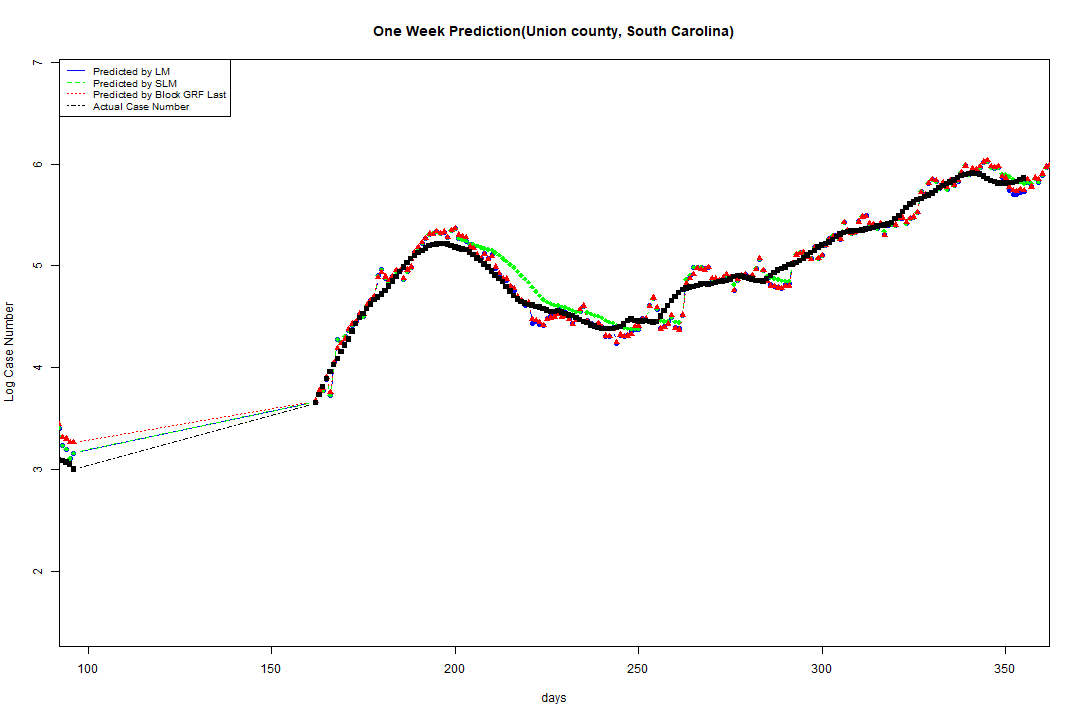 One Week Prediction(Union county, South Carolina)
Predicted by LM
Predicted by SLM
Predicted by Block GRF Last
Actual Case Number
7
6
5
4
3
2
Log Case Number
100 150 200 250 300 350
days